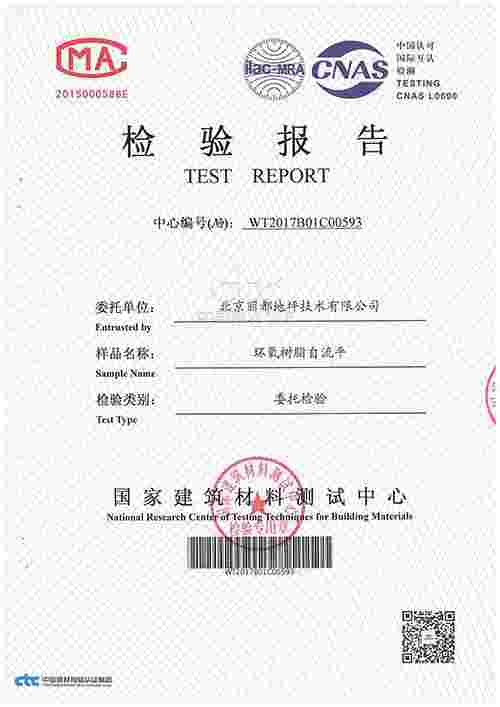 MA
2015000586E
ilac-MRA
CNAS
中国认可
国际互认
检测
TESTING
CNAS L0600
检验报告
TEST REPORT
中心编号(№): WT2017B01C00593
委托单位: 北京丽都地坪技术有限公司
Entrusted by
样品名称: 环氧树脂自流平
Sample Name
检验类别: 委托检验
Test Type
国家建筑材料测试中心
National Research Center of Testing Techniques for Building Materials
检验专用章
WT2017B01C00593
ctc 中国建材检验认证集团